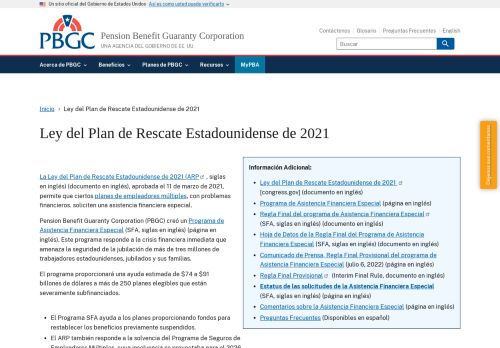 Un sitio oficial del Gobierno de Estados Unidos Así es como usted puede verificarlo
PBGC
Pension Benefit Guaranty Corporation
UNA AGENCIA DEL GOBIERNO DE EE. UU
Contáctenos Glosario Preguntas Frecuentes English
Buscar
Acerca de PBGC Beneficios Planes de PBGC Recursos MyPBA
Inicio › Ley del Plan de Rescate Estadounidense de 2021
Ley del Plan de Rescate Estadounidense de 2021
La Ley del Plan de Rescate Estadounidense de 2021 (ARP , siglas
en inglés) (documento en inglés), aprobada el 11 de marzo de 2021,
permite que ciertos planes de empleadores múltiples, con problemas
financieros, soliciten una asistencia financiera especial.
Pension Benefit Guaranty Corporation (PBGC) creó un Programa de
Asistencia Financiera Especial (SFA, siglas en inglés) (página en
inglés). Este programa responde a la crisis financiera inmediata que
amenaza la seguridad de la jubilación de más de tres millones de
trabajadores estadounidenses, jubilados y sus familias.
El programa proporcionará una ayuda estimada de $74 a $91
billones de dólares a más de 250 planes elegibles que están
severamente subfinanciados.
• El Programa SFA ayuda a los planes proporcionando fondos para
restablecer los beneficios previamente suspendidos.
• El ARP también responde a la solvencia del Programa de Seguros de
Información Adicional:
• Ley del Plan de Rescate Estadounidense de 2021
[congress.gov] (documento en inglés)
• Programa de Asistencia Financiera Especial (página en inglés)
• Regla Final del programa de Asistencia Financiera Especial
(SFA, siglas en inglés) (documento en inglés)
• Hoja de Datos de la Regla Final del Programa de Asistencia
Financiera Especial (SFA, siglas en inglés) (documento en inglés)
• Comunicado de Prensa, Regla Final Provisional del programa de
Asistencia Financiera Especial (julio 6, 2022) (página en inglés)
• Regla Final Provisional (Interim Final Rule, documento en inglés)
• Estatus de las solicitudes de la Asistencia Financiera Especial
(SFA, siglas en inglés) (página en inglés)
• Comentarios sobre la Asistencia Financiera Especial (página en inglés)
• Preguntas Frecuentes (Disponibles en español)